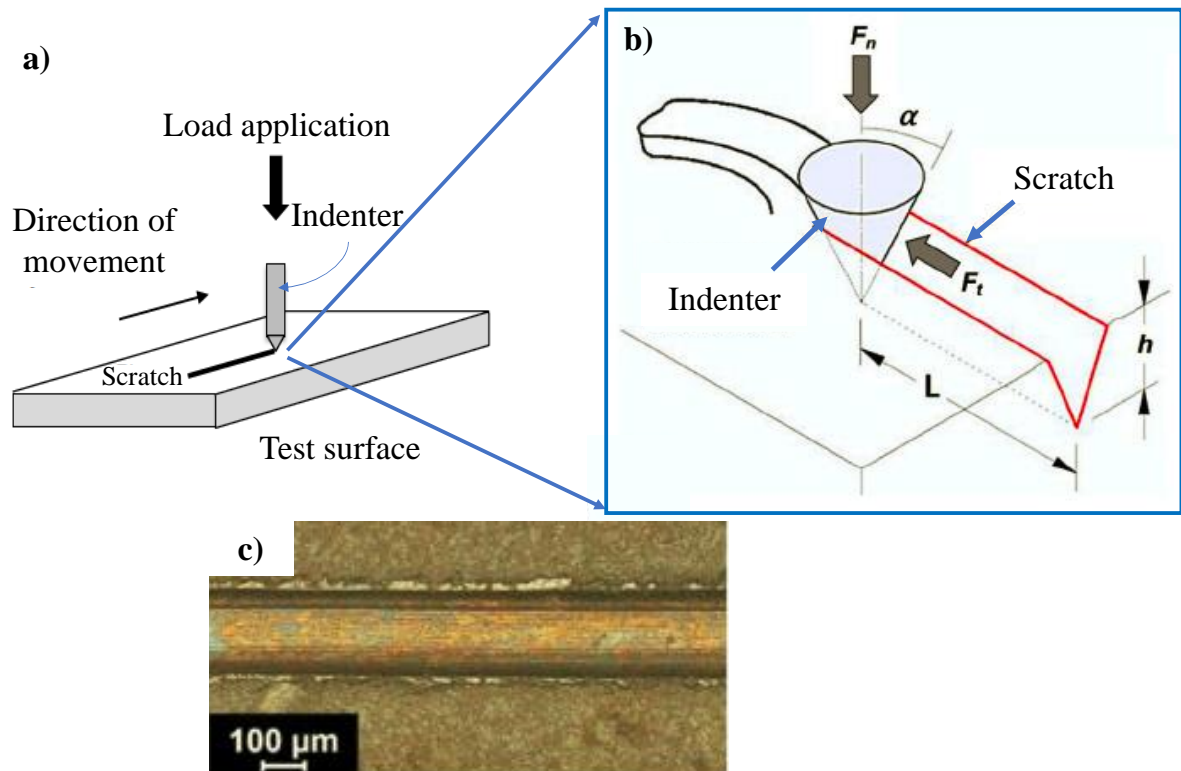 a)
Load application
Direction of
movement
Indenter
Scratch
Test surface
b)
Fn
α
Scratch
Indenter
Ft
h
L
c)
100 µm